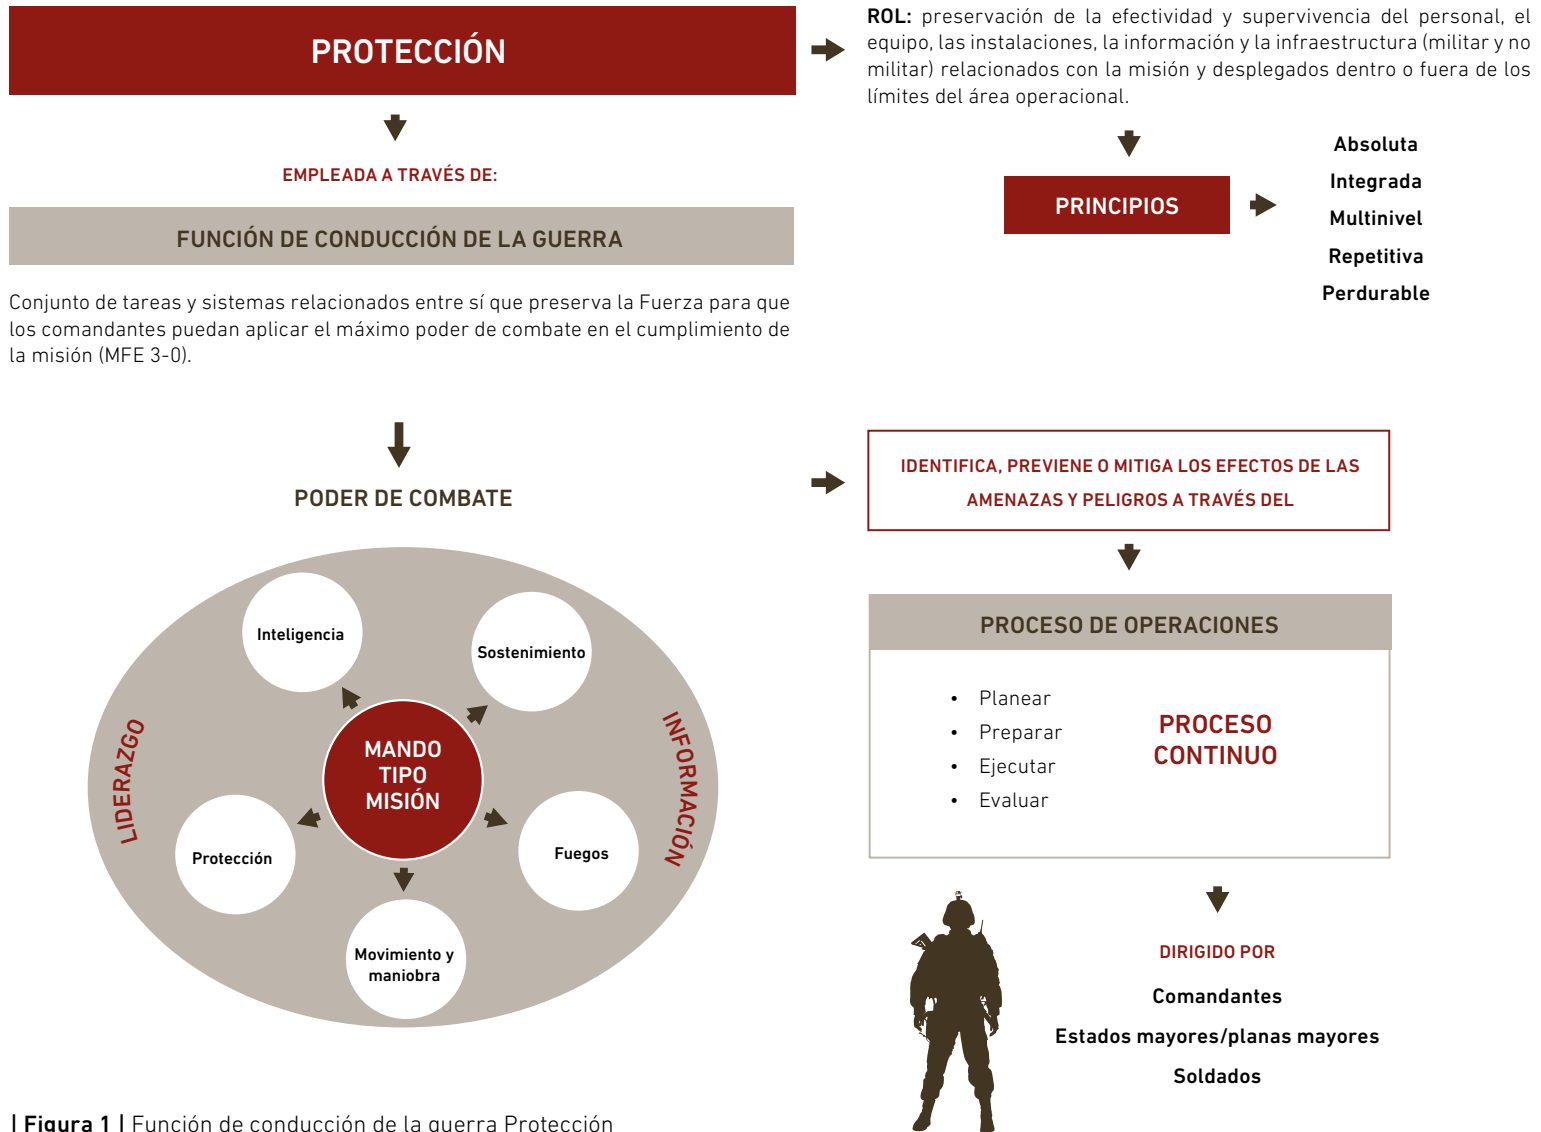 PROTECCIÓN
EMPLEADA A TRAVÉS DE:
FUNCIÓN DE CONDUCCIÓN DE LA GUERRA
Conjunto de tareas y sistemas relacionados entre sí que preserva la Fuerza para que
los comandantes puedan aplicar el máximo poder de combate en el cumplimiento de
la misión (MFE 3-0).
ROL: preservación de la efectividad y supervivencia del personal, el
equipo, las instalaciones, la información y la infraestructura (militar y no
militar) relacionados con la misión y desplegados dentro o fuera de los
límites del área operacional.
PRINCIPIOS
Absoluta
Integrada
Multinivel
Repetitiva
Perdurable
PODER DE COMBATE
LIDERAZGO
INFORMACIÓN
Inteligencia
Sostenimiento
MANDO
TIPO
MISIÓN
Protección
Fuegos
Movimiento y
maniobra
IDENTIFICA, PREVIENE O MITIGA LOS EFECTOS DE LAS
AMENAZAS Y PELIGROS A TRAVÉS DEL
PROCESO DE OPERACIONES
• Planear
• Preparar
• Ejecutar
• Evaluar
PROCESO
CONTINUO
DIRIGIDO POR
Comandantes
Estados mayores/planas mayores
Soldados
| Figura 1 | Función de conducción de la guerra Protección